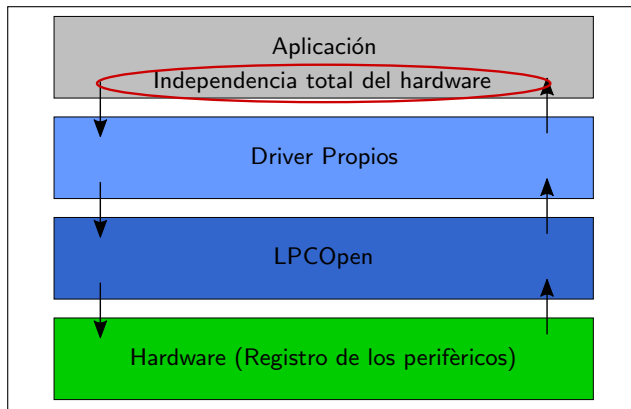 Aplicación
Independencia total del hardware
Driver Propios
LPCOpen
Hardware (Registro de los perifèricos)